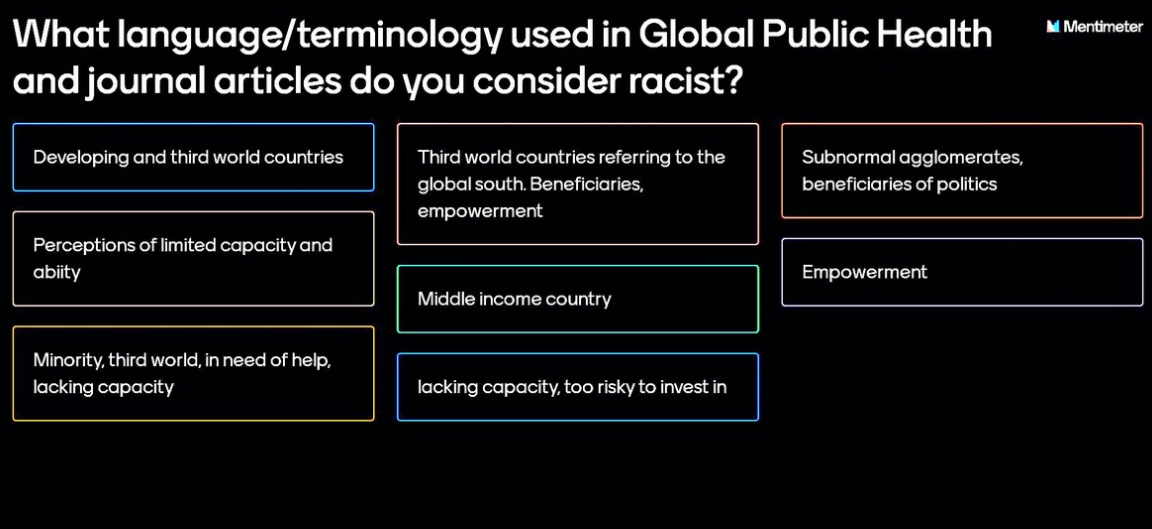 What language/terminology used in Global Public Health
and journal articles do you consider racist?
Mentimeter
Developing and third world countries
Perceptions of limited capacity and
abiity
Minority, third world, in need of help,
lacking capacity
Third world countries referring to the
global south. Beneficiaries,
empowerment
Middle income country
lacking capacity, too risky to invest in
Subnormal agglomerates,
beneficiaries of politics
Empowerment